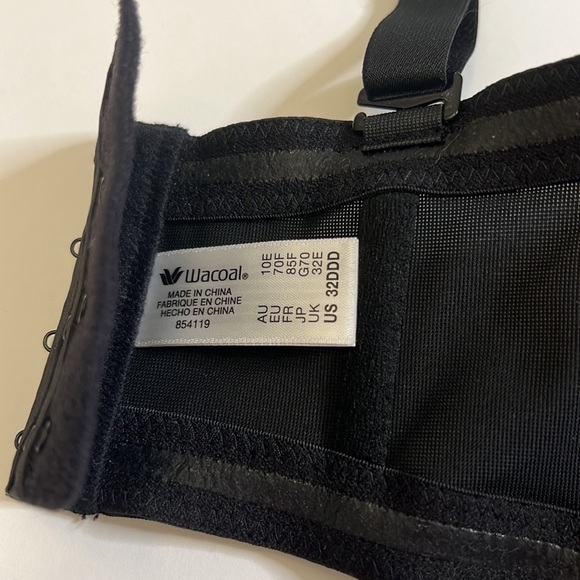 Wacoal®
MADE IN CHINA
FABRIQUE EN CHINE
HECHO EN CHINA
854119
AU 10E
EU 70F
FR 85F
JP G70
UK 32E
US 32DDD